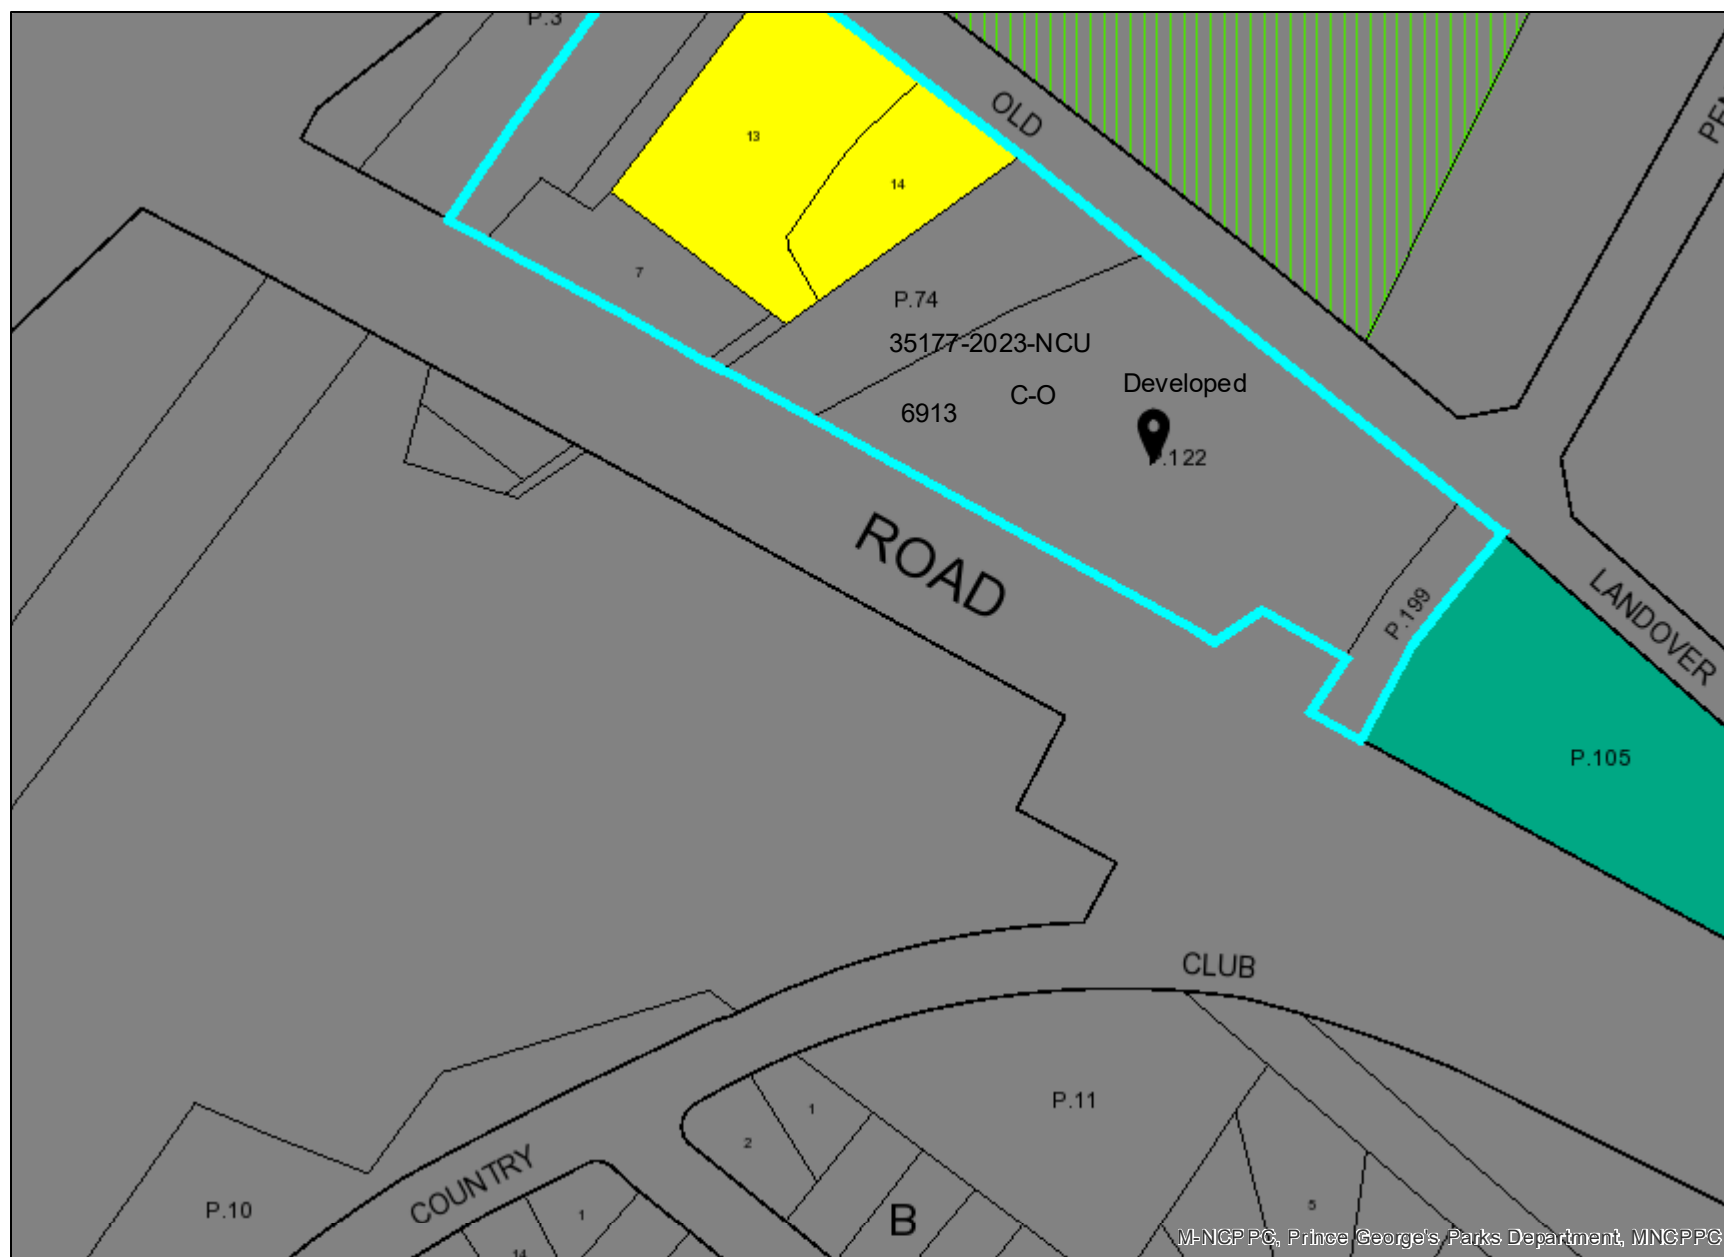 P.3
OLD
13
14
7
P.74
35177-2023-NCU
Developed
C-O
6913
P.122
ROAD
P.199
LANDOVER
P.105
CLUB
P.11
1
2
COUNTRY
P.10
B
1
5
14
M-NCPPC, Prince George's Parks Department, MNCPPC